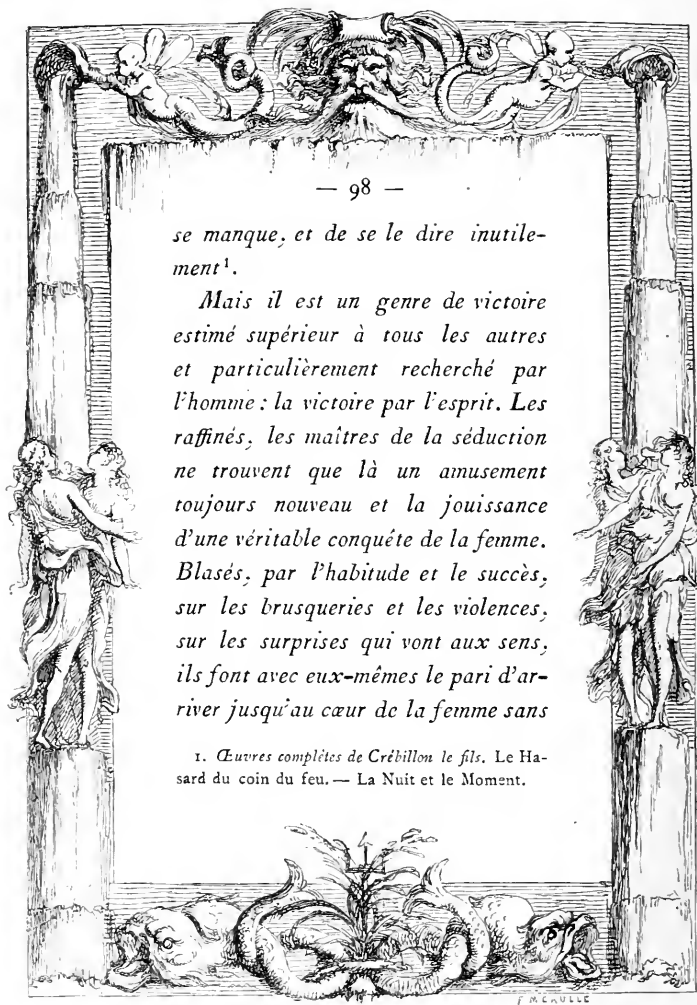 — 98 —
se manque, et de se le dire inutile-
ment¹.
Mais il est un genre de victoire
estimé supérieur à tous les autres
et particulièrement recherché par
l'homme : la victoire par l'esprit. Les
raffinés, les maîtres de la séduction
ne trouvent que là un amusement
toujours nouveau et la jouissance
d'une véritable conquête de la femme.
Blasés, par l'habitude et le succès,
sur les brusqueries et les violences,
sur les surprises qui vont aux sens,
ils font avec eux-mêmes le pari d'ar-
river jusqu'au cœur de la femme sans
1. Œuvres complètes de Crébillon le fils. Le Ha-
sard du coin du feu. — La Nuit et le Moment.
F MEAULLE